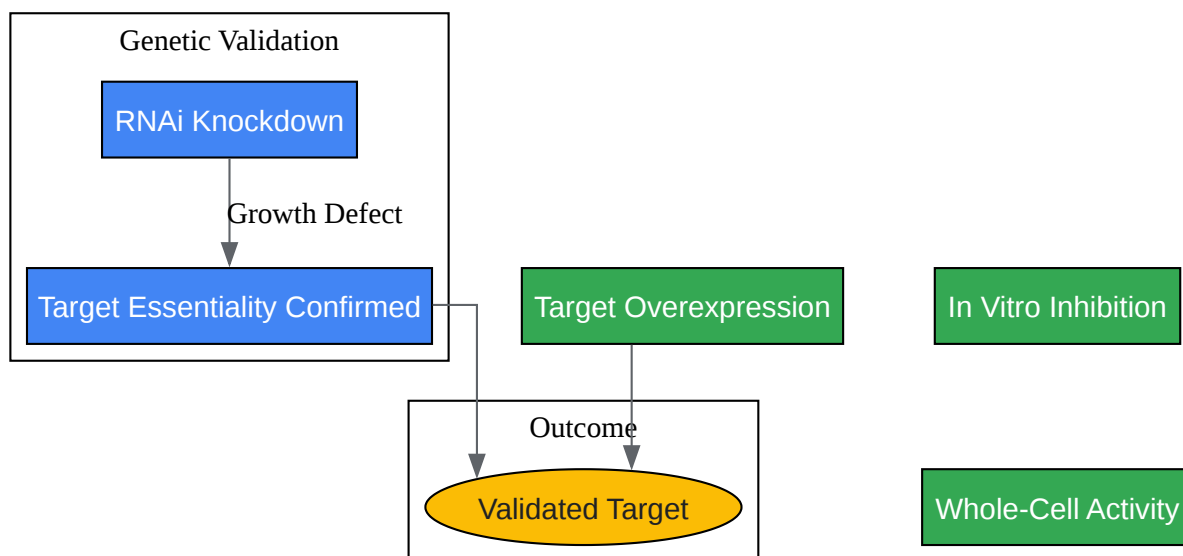 Genetic Validation
RNAi Knockdown
Growth Defect
Target Essentiality Confirmed
Target Overexpression
In Vitro Inhibition
Outcome
Validated Target
Whole-Cell Activity